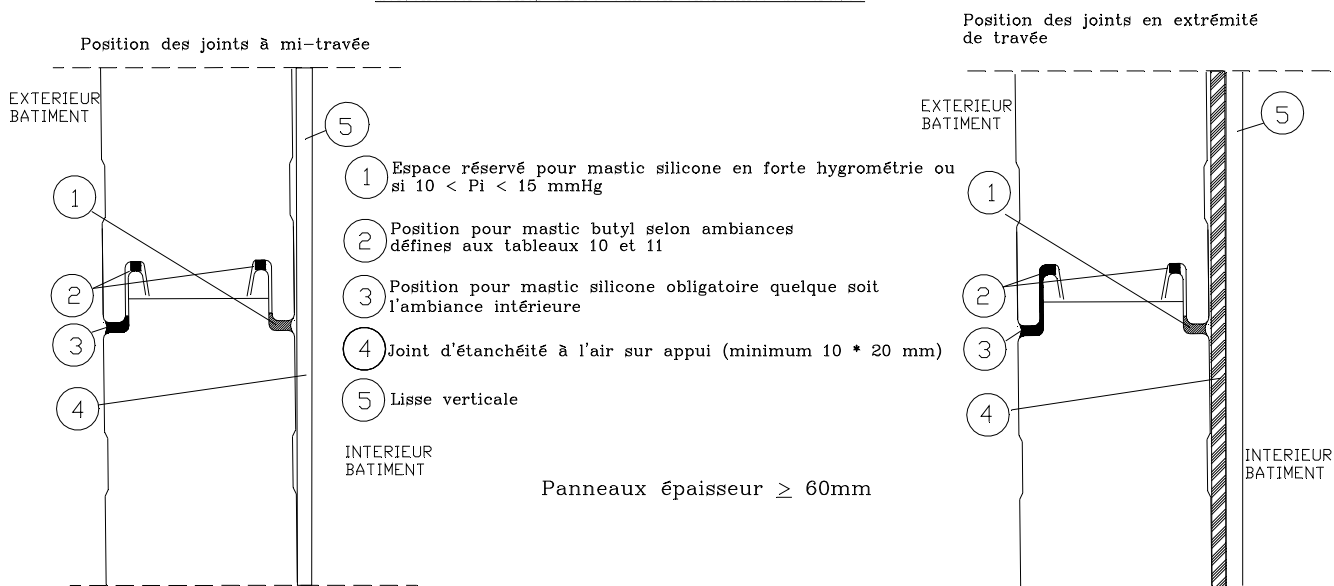 Position des joints à mi-travée
EXTERIEUR
BATIMENT
5
1
2
3
4
1 Espace réservé pour mastic silicone en forte hygrométrie ou
si 10 < Pi < 15 mmHg
2 Position pour mastic butyl selon ambiances
défines aux tableaux 10 et 11
3 Position pour mastic silicone obligatoire quelque soit
l'ambiance intérieure
4 Joint d'étanchéité à l'air sur appui (minimum 10 * 20 mm)
5 Lisse verticale
INTERIEUR
BATIMENT
Panneaux épaisseur ≥ 60mm
Position des joints en extrémité
de travée
EXTERIEUR
BATIMENT
5
1
2
3
4
INTERIEUR
BATIMENT